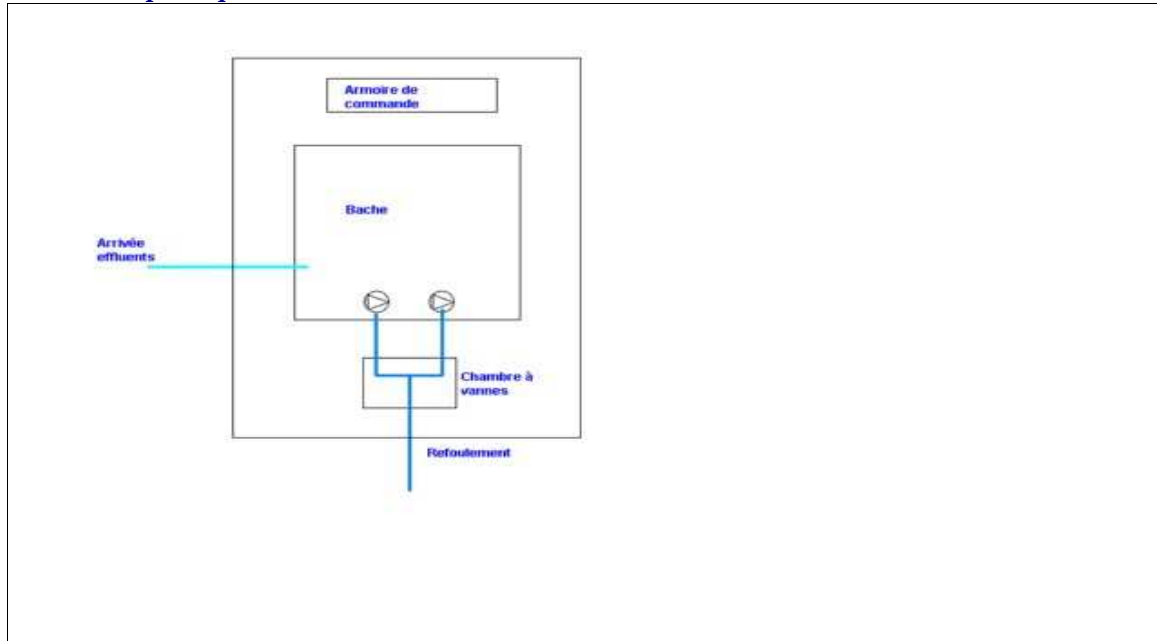 Armoire de
commande
Bache
Arrivée
effluents
Chambre à
vannes
Refoulement